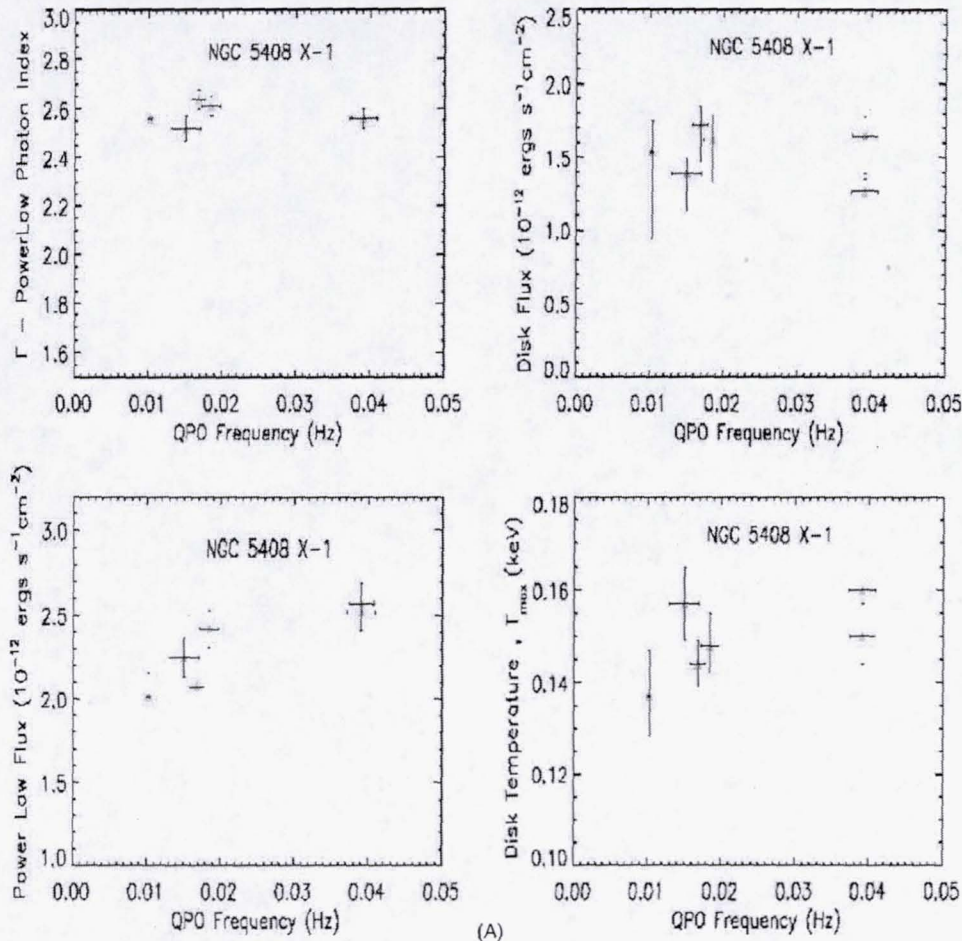 Γ — PowerLow Photon Index
3.0
2.8
2.6
2.4
2.2
2.0
1.8
1.6
NGC 5408 X-1
0.00 0.01 0.02 0.03 0.04 0.05
QPO Frequency (Hz)
Disk Flux (10⁻¹² ergs s⁻¹cm⁻²)
2.5
2.0
1.5
1.0
0.5
0.0
NGC 5408 X-1
0.00 0.01 0.02 0.03 0.04 0.05
QPO Frequency (Hz)
Power Low Flux (10⁻¹² ergs s⁻¹cm⁻²)
3.0
2.5
2.0
1.5
1.0
NGC 5408 X-1
0.00 0.01 0.02 0.03 0.04 0.05
QPO Frequency (Hz)
Disk Temperature , Tmax (keV)
0.18
0.16
0.14
0.12
0.10
NGC 5408 X-1
0.00 0.01 0.02 0.03 0.04 0.05
QPO Frequency (Hz)
(A)